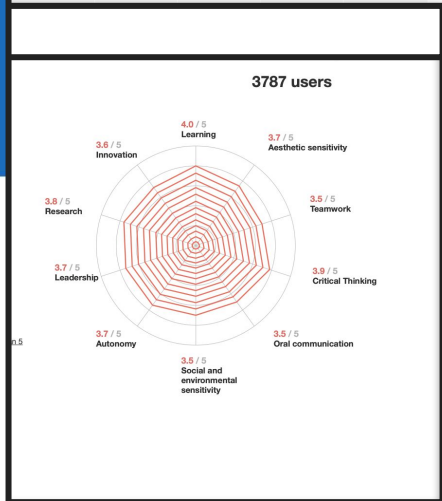 3787 users
4.0 / 5
Learning
3.7 / 5
Aesthetic sensitivity
3.6 / 5
Innovation
3.8 / 5
Research
3.5 / 5
Teamwork
3.7 / 5
Leadership
3.9 / 5
Critical Thinking
3.7 / 5
Autonomy
3.5 / 5
Oral communication
3.5 / 5
Social and
environmental
sensitivity
n 5